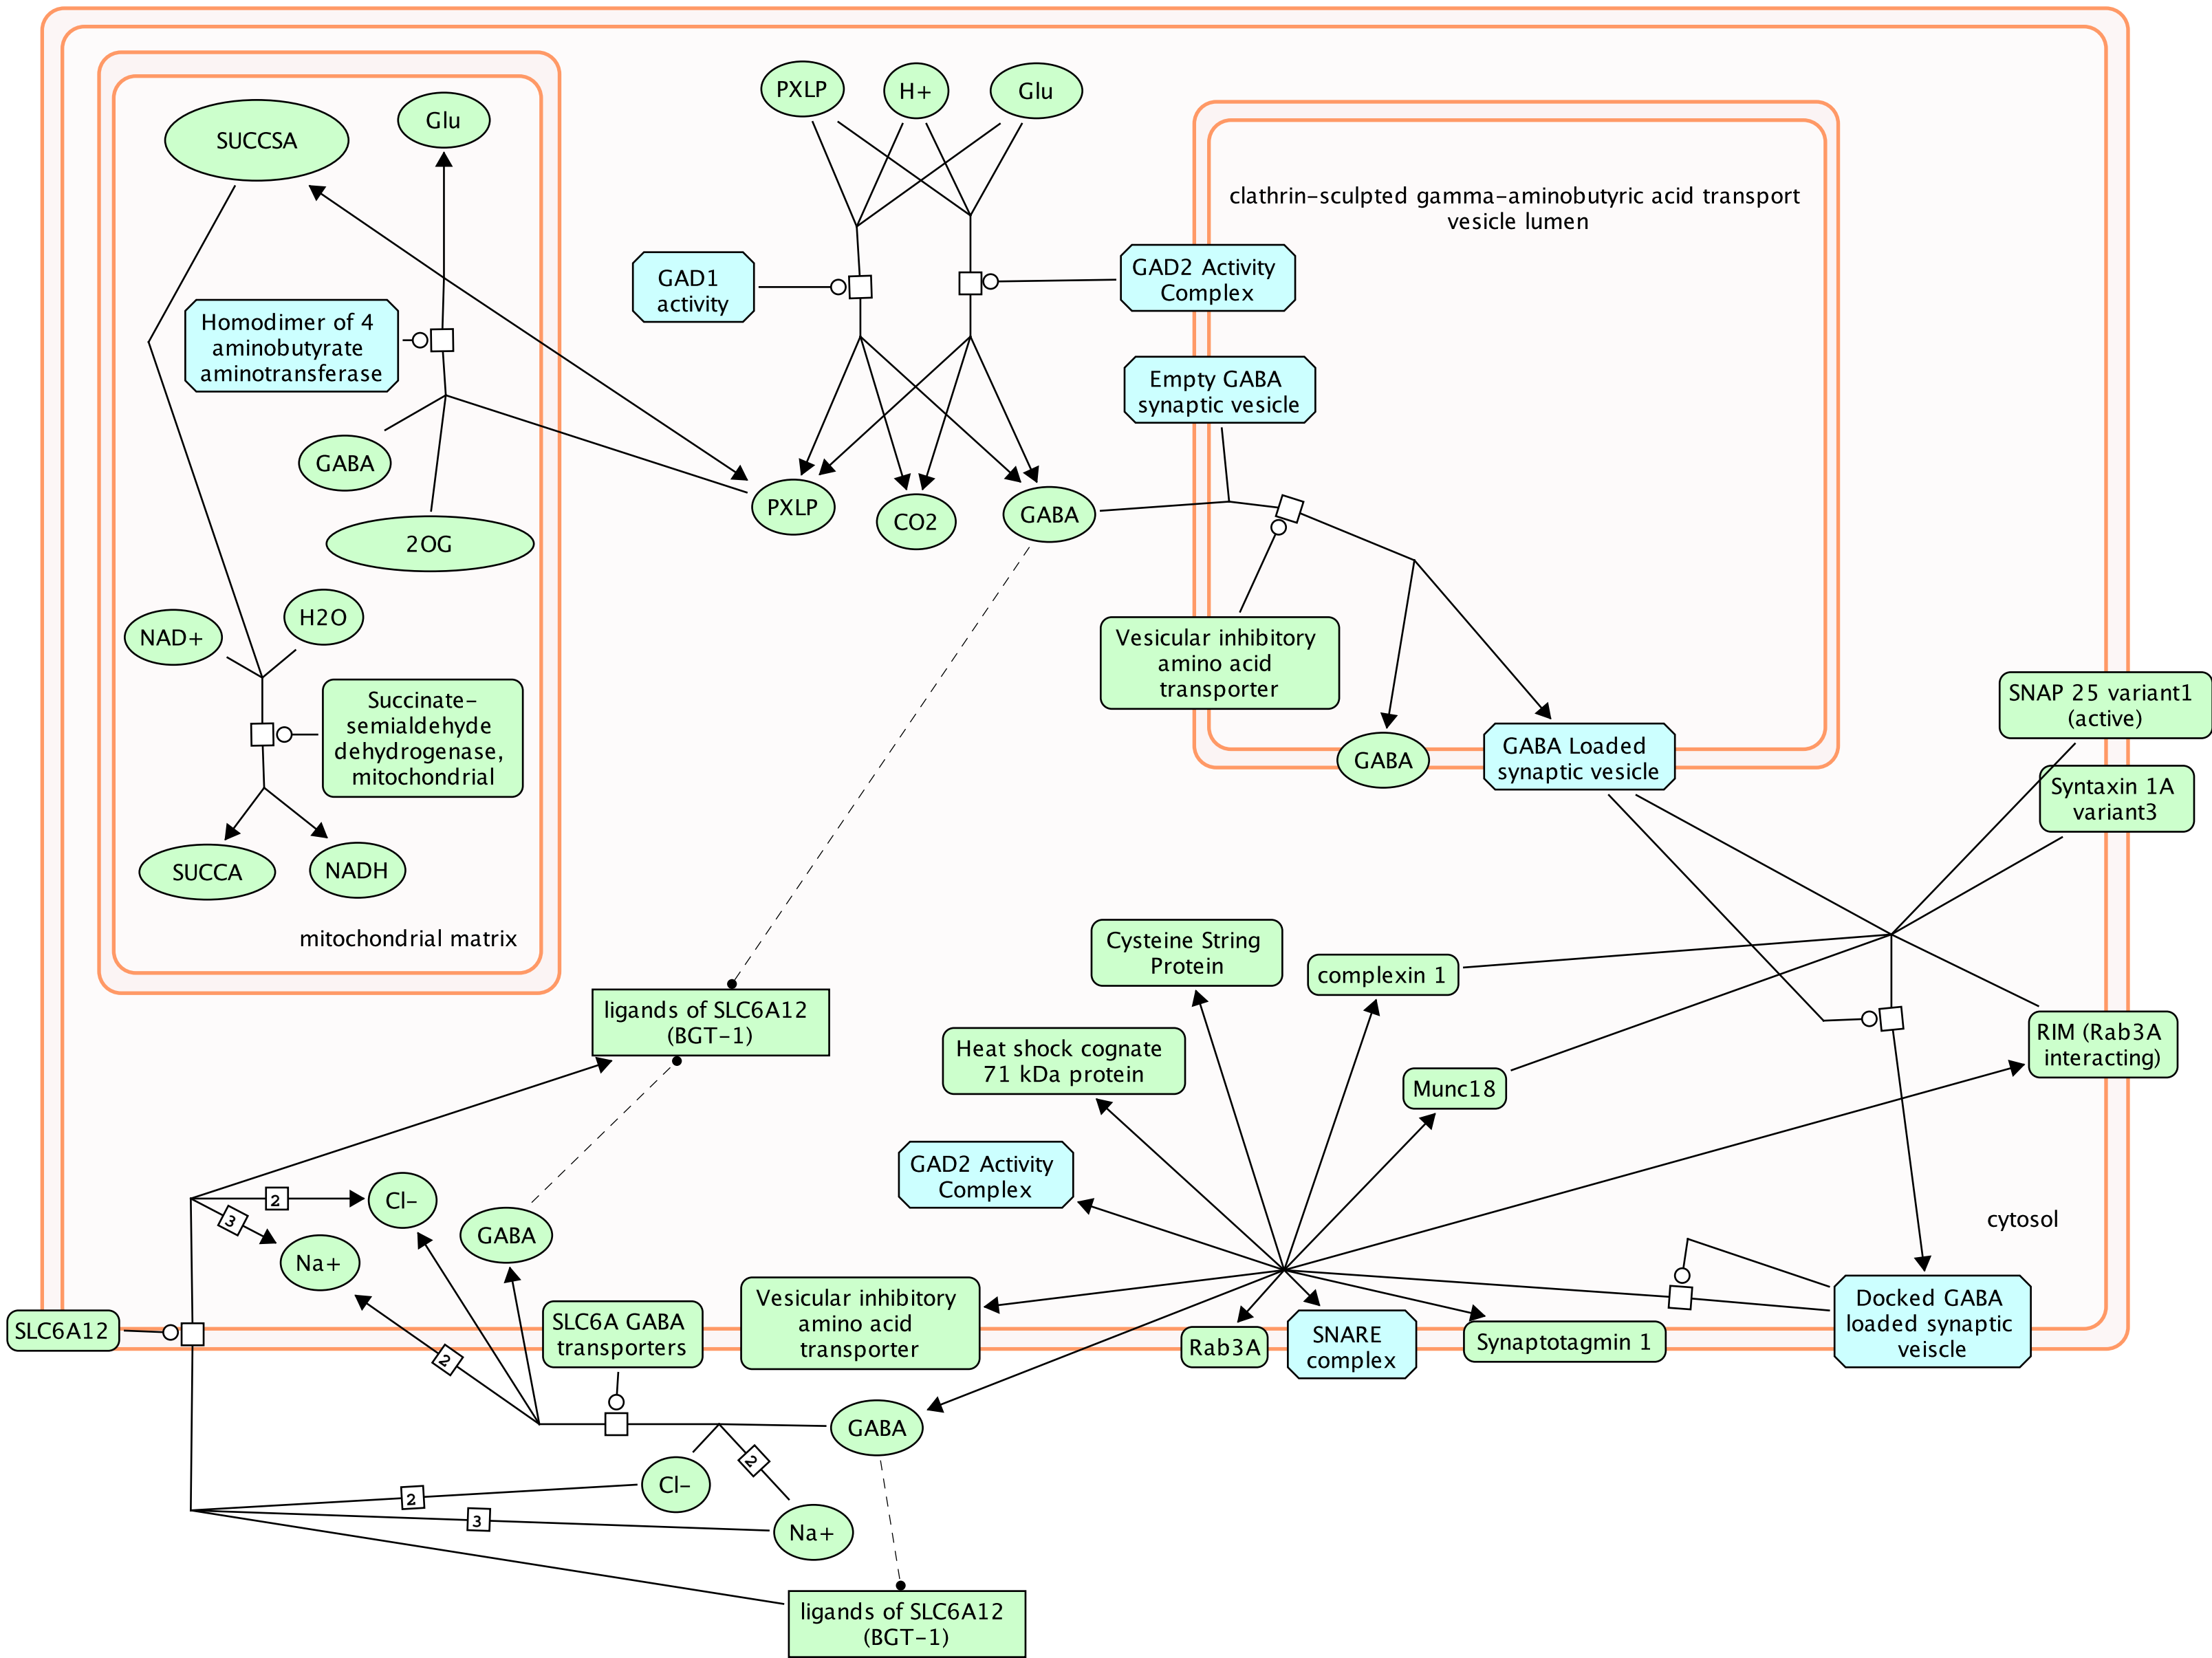 PXLP
H+
Glu
Glu
SUCCSA
clathrin-sculpted gamma-aminobutyric acid transport
vesicle lumen
GAD1
activity
GAD2 Activity
Complex
Homodimer of 4
aminobutyrate
aminotransferase
Empty GABA
synaptic vesicle
GABA
PXLP
CO2
GABA
2OG
NAD+
H2O
Vesicular inhibitory
amino acid
transporter
Succinate-
semialdehyde
dehydrogenase,
mitochondrial
SNAP 25 variant1
(active)
GABA
GABA Loaded
synaptic vesicle
Syntaxin 1A
variant3
SUCCA
NADH
mitochondrial matrix
Cysteine String
Protein
complexin 1
ligands of SLC6A12
(BGT-1)
Heat shock cognate
71 kDa protein
Munc18
RIM (Rab3A
interacting)
GAD2 Activity
Complex
2
Cl-
3
GABA
Na+
cytosol
SLC6A12
SLC6A GABA
transporters
Vesicular inhibitory
amino acid
transporter
Rab3A
SNARE
complex
Synaptotagmin 1
Docked GABA
loaded synaptic
veiscle
2
GABA
2
Cl-
2
3
Na+
ligands of SLC6A12
(BGT-1)